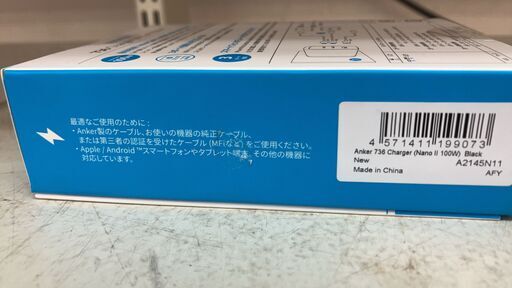 最適なご使用のために：
・Anker製のケーブル、お使いの機器の純正ケーブル、
または第三者の認証を受けたケーブル (MFiなど) をご使用ください。
・Apple / Android™スマートフォンやタブレット端末、その他の機器に
対応しています。
4 571411 199073
Anker 736 Charger (Nano II 100W) Black
New
A2145N11
Made in China
AFY